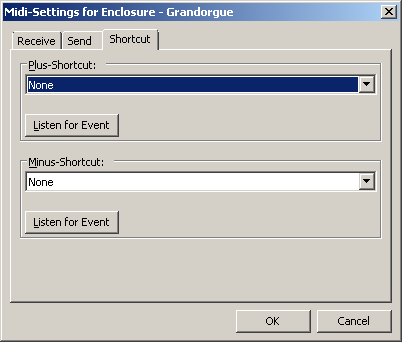 Midi-Settings for Enclosure - Grandorgue
Receive Send Shortcut
Plus-Shortcut:
None
Listen for Event
Minus-Shortcut:
None
Listen for Event
OK Cancel